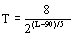 T = 8 / 2^((L-90)/5)